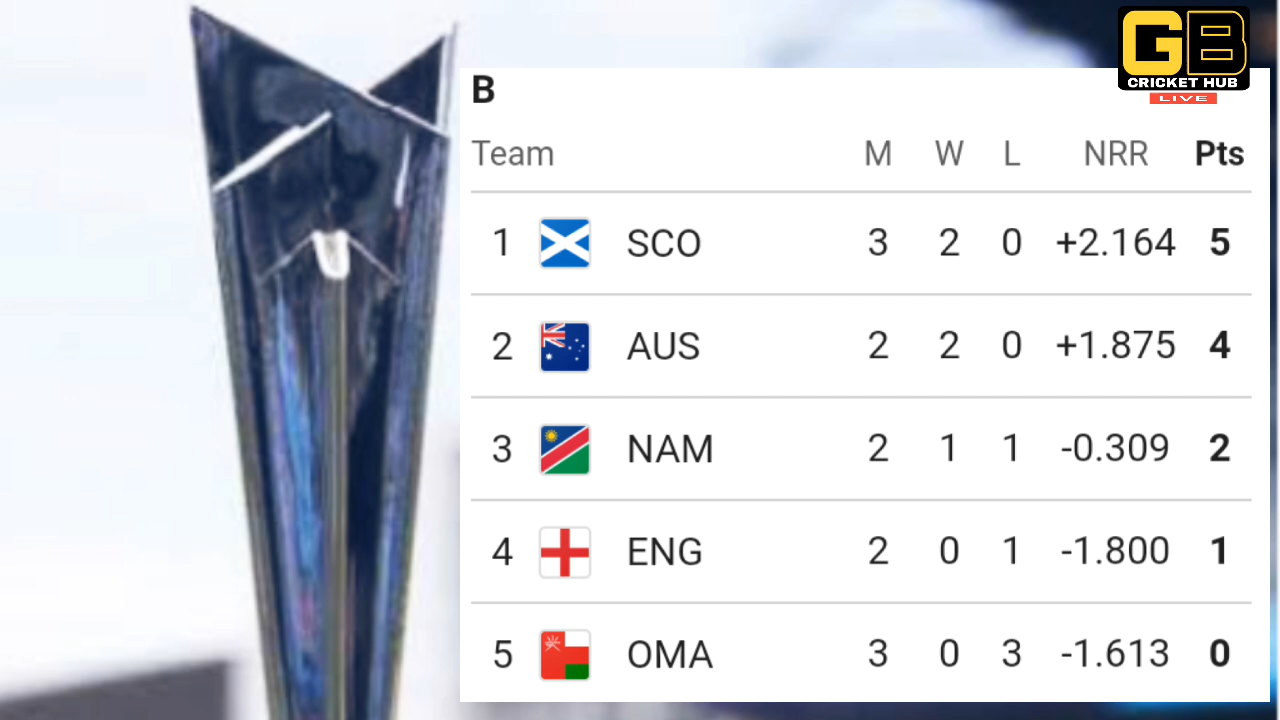 GB
CRICKET HUB
LIVE
B
Team M W L NRR Pts
1 SCO 3 2 0 +2.164 5
2 AUS 2 2 0 +1.875 4
3 NAM 2 1 1 -0.309 2
4 ENG 2 0 1 -1.800 1
5 OMA 3 0 3 -1.613 0